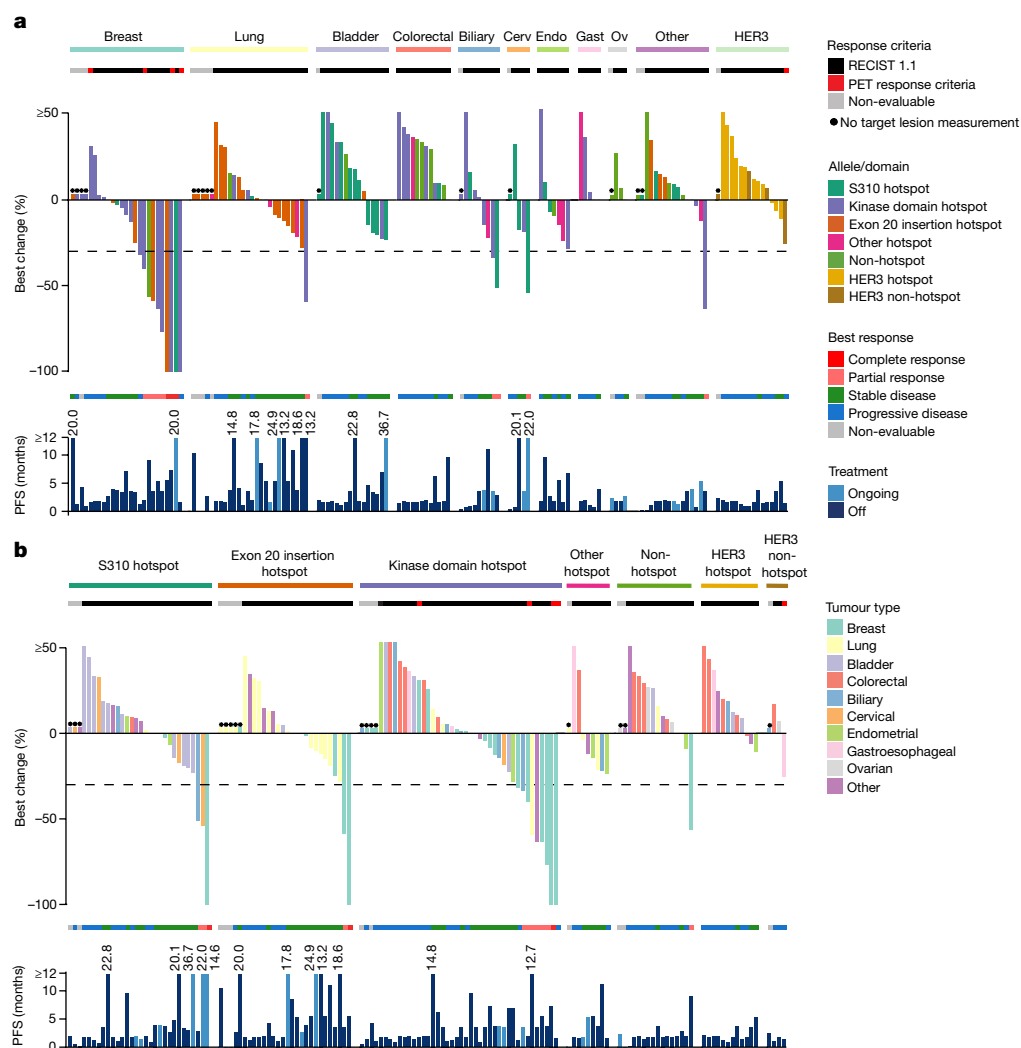 a
Breast Lung Bladder Colorectal Biliary Cerv Endo Gast Ov Other HER3
Response criteria
RECIST 1.1
PET response criteria
Non-evaluable
No target lesion measurement
Allele/domain
S310 hotspot
Kinase domain hotspot
Exon 20 insertion hotspot
Other hotspot
Non-hotspot
HER3 hotspot
HER3 non-hotspot
Best response
Complete response
Partial response
Stable disease
Progressive disease
Non-evaluable
Treatment
Ongoing
Off
Best change (%)
≥50
0
−50
−100
20.0 20.0 14.8 17.8 24.9 13.2 18.6 13.2 22.8 36.7 20.1 22.0
PFS (months)
≥12
10
5
0
b
S310 hotspot
Exon 20 insertion
hotspot
Kinase domain hotspot
Other
hotspot
Non-
hotspot
HER3
hotspot
HER3
non-
hotspot
Tumour type
Breast
Lung
Bladder
Colorectal
Biliary
Cervical
Endometrial
Gastroesophageal
Ovarian
Other
Best change (%)
≥50
0
−50
−100
22.8 20.1 36.7 22.0 14.6 20.0 17.8 24.9 13.2 18.6 14.8 12.7
PFS (months)
≥12
10
5
0